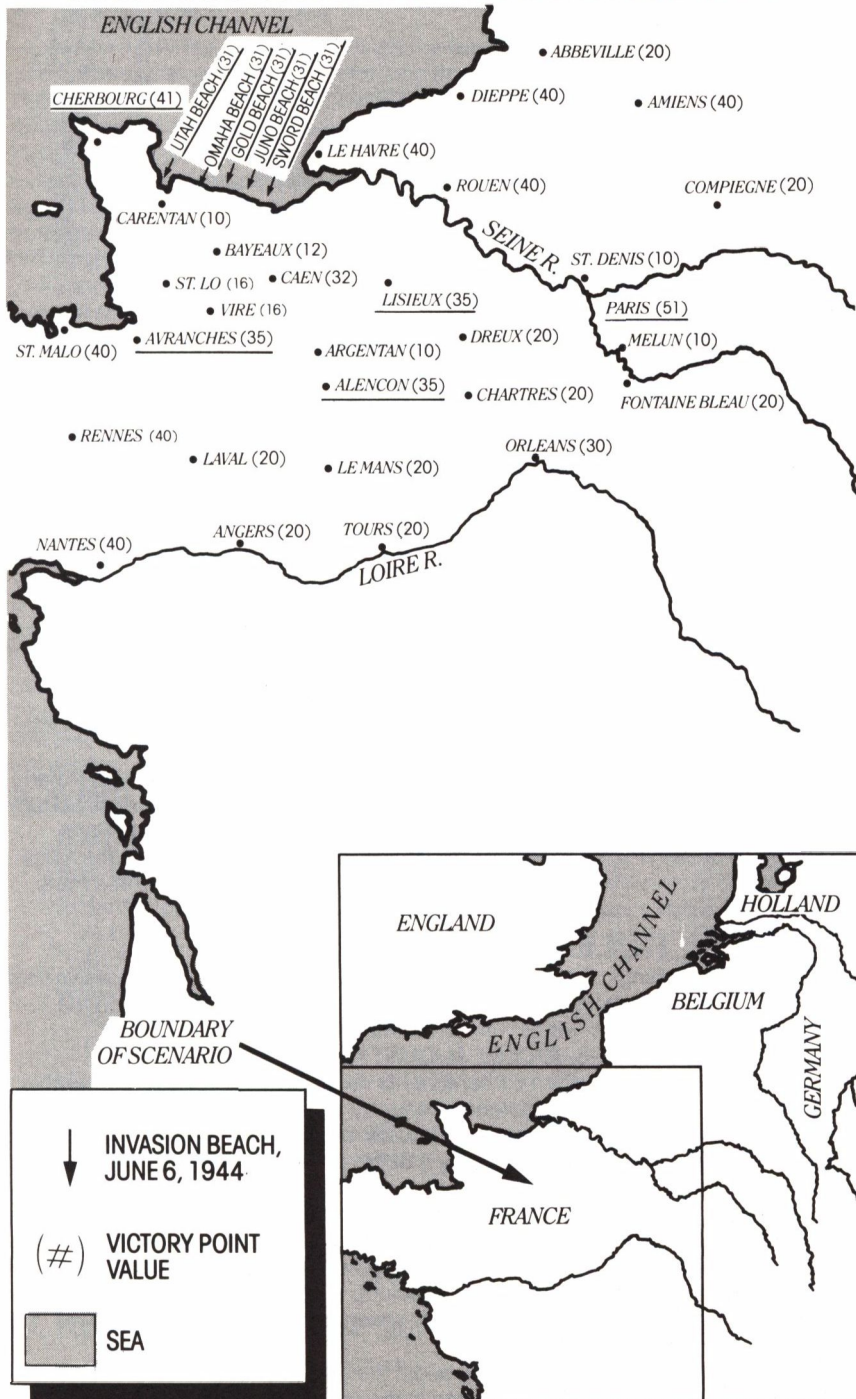 ENGLISH CHANNEL
ABBEVILLE (20)
CHERBOURG (41)
UTAH BEACH (31)
OMAHA BEACH (31)
GOLD BEACH (31)
JUNO BEACH (31)
SWORD BEACH (31)
DIEPPE (40)
AMIENS (40)
LE HAVRE (40)
ROUEN (40)
COMPIEGNE (20)
CARENTAN (10)
SEINE R.
BAYEAUX (12)
ST. DENIS (10)
ST. LO (16)
CAEN (32)
LISIEUX (35)
VIRE (16)
PARIS (51)
ST. MALO (40)
AVRANCHES (35)
ARGENTAN (10)
DREUX (20)
MELUN (10)
ALENCON (35)
CHARTRES (20)
FONTAINE BLEAU (20)
RENNES (40)
LAVAL (20)
LE MANS (20)
ORLEANS (30)
NANTES (40)
ANGERS (20)
TOURS (20)
LOIRE R.
ENGLAND
ENGLISH CHANNEL
HOLLAND
BELGIUM
GERMANY
FRANCE
BOUNDARY
OF SCENARIO
INVASION BEACH,
JUNE 6, 1944
(#) VICTORY POINT
VALUE
SEA